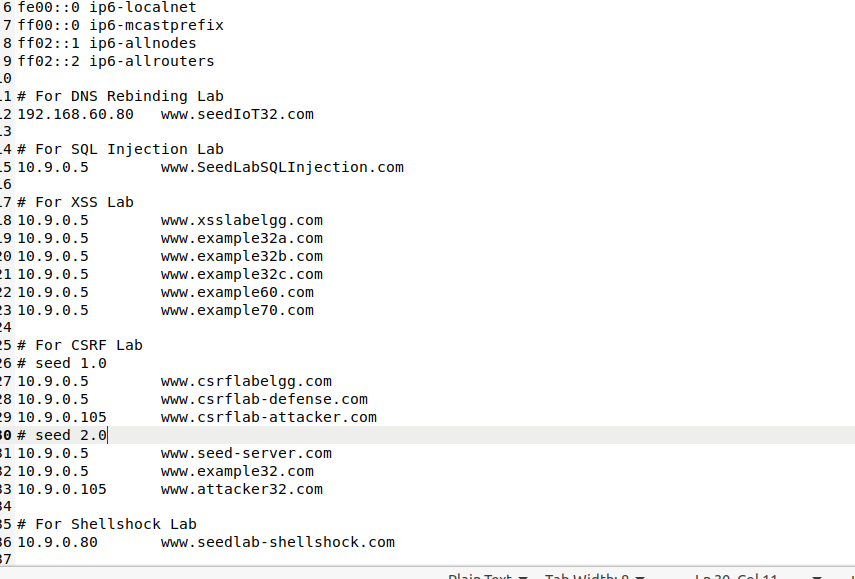 6 fe00::0 ip6-localnet
7 ff00::0 ip6-mcastprefix
8 ff02::1 ip6-allnodes
9 ff02::2 ip6-allrouters
10
11 # For DNS Rebinding Lab
12 192.168.60.80   www.seedIoT32.com
13
14 # For SQL Injection Lab
15 10.9.0.5        www.SeedLabSQLInjection.com
16
17 # For XSS Lab
18 10.9.0.5        www.xsslabelgg.com
19 10.9.0.5        www.example32a.com
20 10.9.0.5        www.example32b.com
21 10.9.0.5        www.example32c.com
22 10.9.0.5        www.example60.com
23 10.9.0.5        www.example70.com
24
25 # For CSRF Lab
26 # seed 1.0
27 10.9.0.5        www.csrflabelgg.com
28 10.9.0.5        www.csrflab-defense.com
29 10.9.0.105      www.csrflab-attacker.com
30 # seed 2.0
31 10.9.0.5        www.seed-server.com
32 10.9.0.5        www.example32.com
33 10.9.0.105      www.attacker32.com
34
35 # For Shellshock Lab
36 10.9.0.80       www.seedlab-shellshock.com
37
Plain Text Tab Width: 8 Ln 30, Col 11